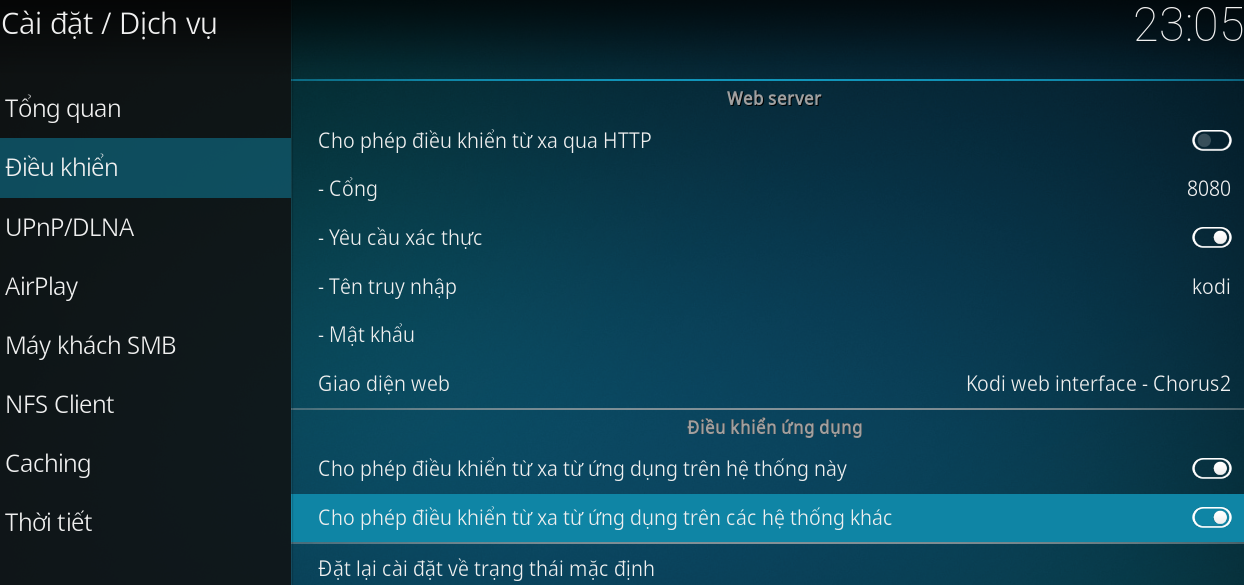 Cài đặt / Dịch vụ
23:05
Tổng quan
Điều khiển
UPnP/DLNA
AirPlay
Máy khách SMB
NFS Client
Caching
Thời tiết
Web server
Cho phép điều khiển từ xa qua HTTP
- Cổng 8080
- Yêu cầu xác thực
- Tên truy nhập kodi
- Mật khẩu
Giao diện web Kodi web interface - Chorus2
Điều khiển ứng dụng
Cho phép điều khiển từ xa từ ứng dụng trên hệ thống này
Cho phép điều khiển từ xa từ ứng dụng trên các hệ thống khác
Đặt lại cài đặt về trạng thái mặc định